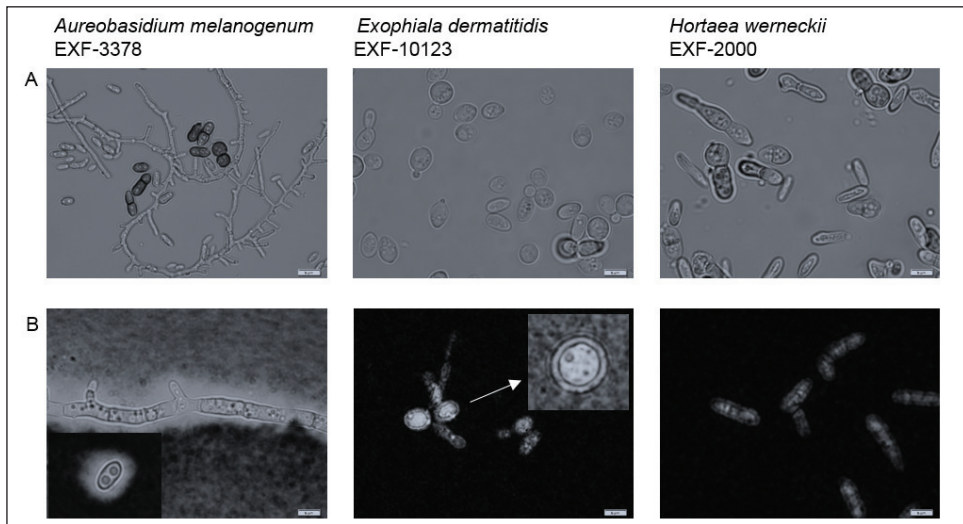 Aureobasidium melanogenum
EXF-3378
Exophiala dermatitidis
EXF-10123
Hortaea werneckii
EXF-2000
A
B